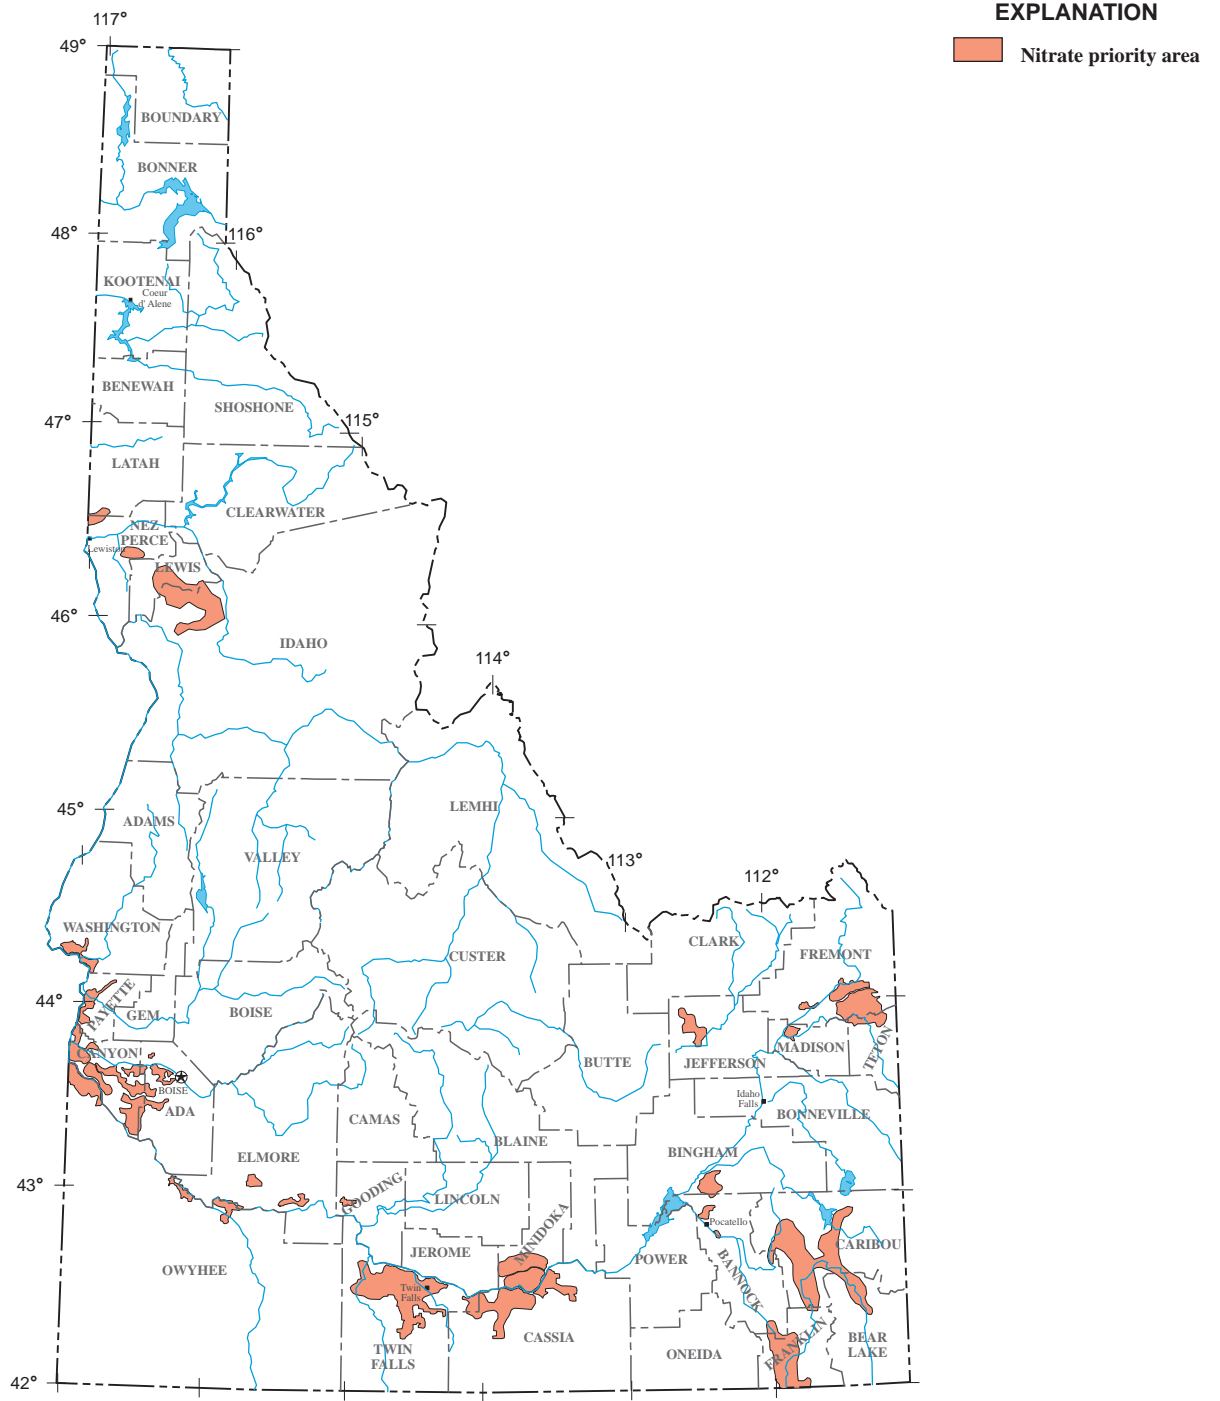 EXPLANATION
Nitrate priority area
117°
49°
BOUNDARY
BONNER
48°
116°
KOOTENAI
Coeur
d' Alene
BENEWAH
SHOSHONE
47°
115°
LATAH
CLEARWATER
NEZ
PERCE
Lewiston
LEWIS
46°
IDAHO
114°
45°
ADAMS
LEMHI
VALLEY
113°
112°
WASHINGTON
CLARK
FREMONT
CUSTER
44°
PAYETTE
GEM
BOISE
CANYON
BUTTE
JEFFERSON
MADISON
TETON
BOISE
ADA
Idaho
Falls
BONNEVILLE
CAMAS
BLAINE
ELMORE
BINGHAM
43°
GOODING
LINCOLN
MINIDOKA
Pocatello
CARIBOU
JEROME
POWER
OWYHEE
BANNOCK
Twin
Falls
CASSIA
TWIN
FALLS
ONEIDA
FRANKLIN
BEAR
LAKE
42°